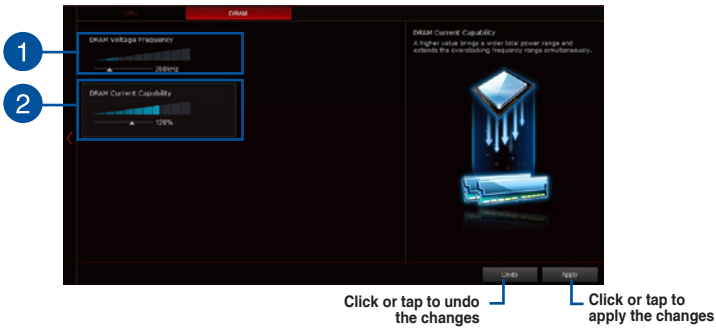 CPU
DRAM
1
DRAM Voltage Frequency
350kHz
2
DRAM Current Capability
120%
DRAM Current Capability
A higher value brings a wider total power range and
extends the overclocking frequency range simultaneously.
Undo
Apply
Click or tap to undo
the changes
Click or tap to
apply the changes